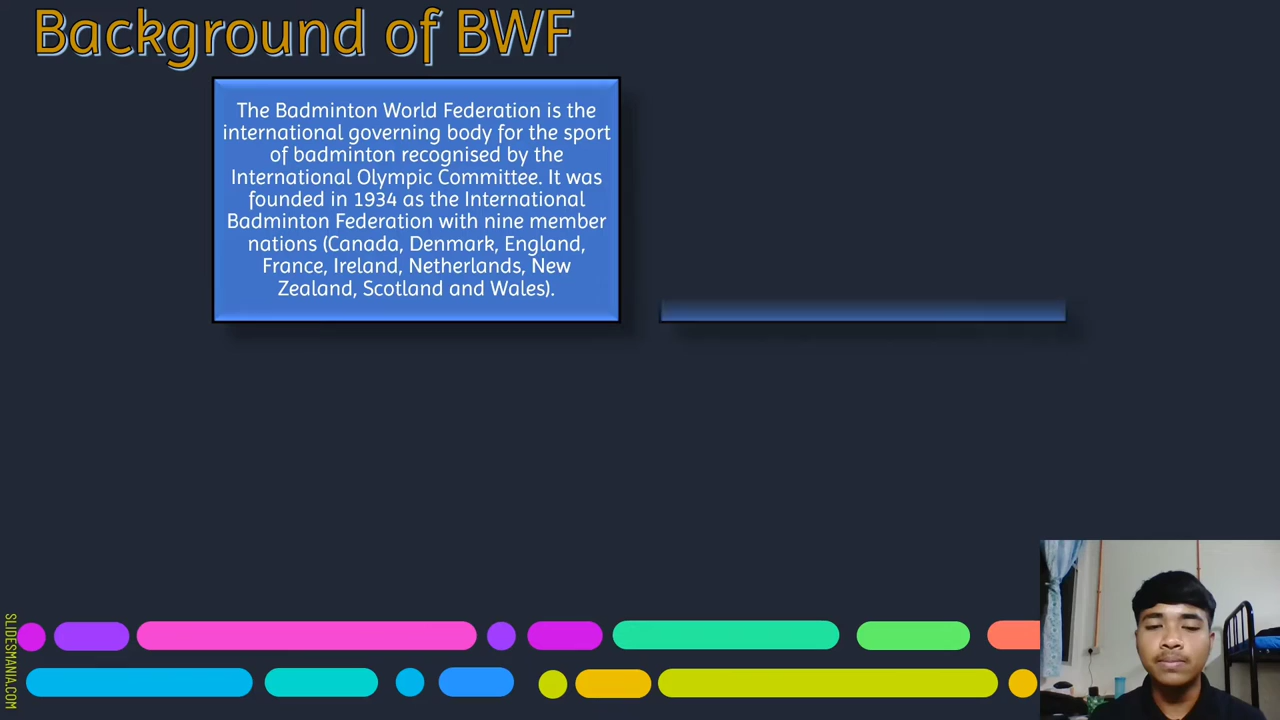 Background of BWF
The Badminton World Federation is the
international governing body for the sport
of badminton recognised by the
International Olympic Committee. It was
founded in 1934 as the International
Badminton Federation with nine member
nations (Canada, Denmark, England,
France, Ireland, Netherlands, New
Zealand, Scotland and Wales).
SLIDESMANIA.COM